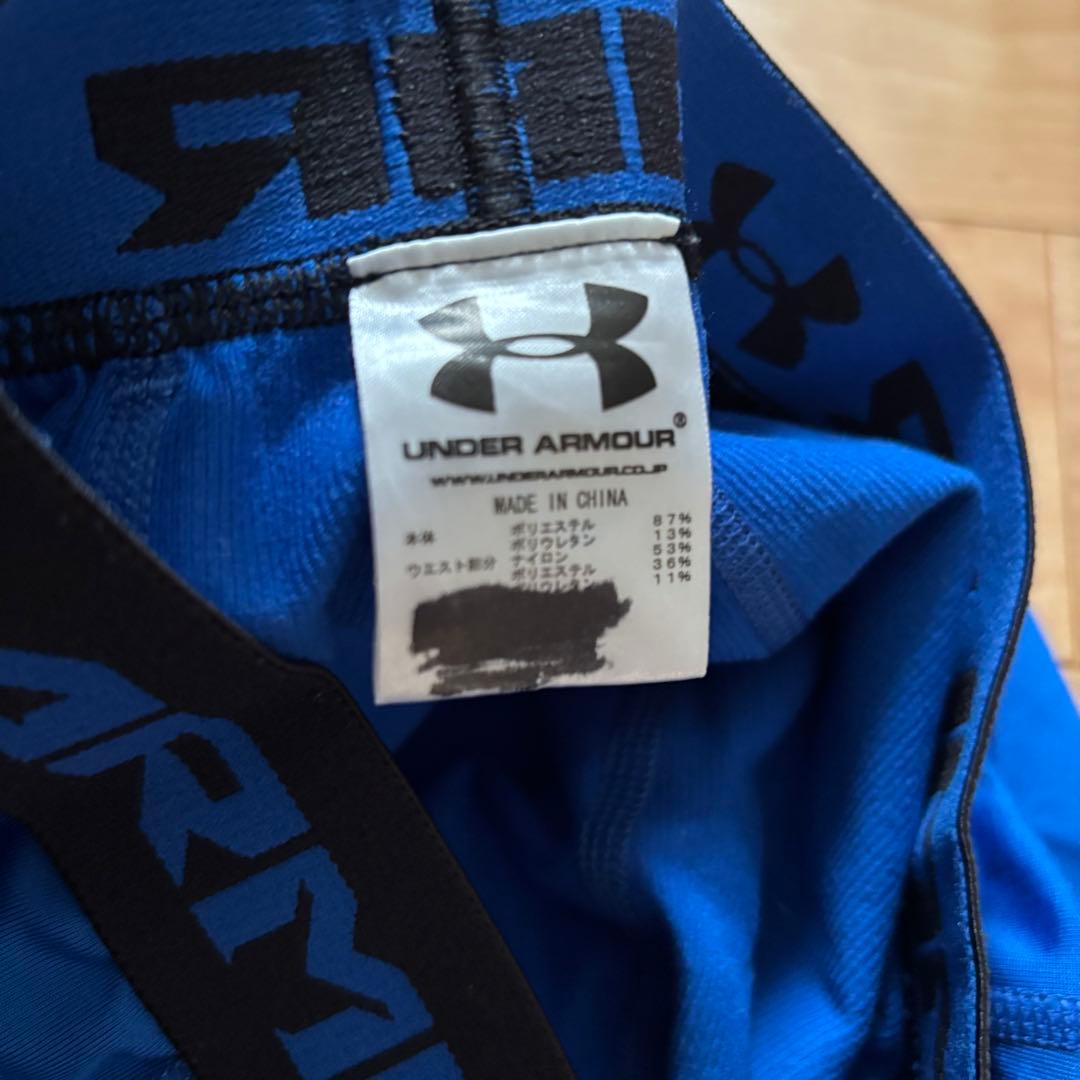 UNDER ARMOUR®
WWW.UNDERARMOUR.CO.JP
MADE IN CHINA
本体 ポリエステル 87%
ポリウレタン 13%
ウエスト部分 ナイロン 53%
ポリエステル 36%
ポリウレタン 11%
ARM